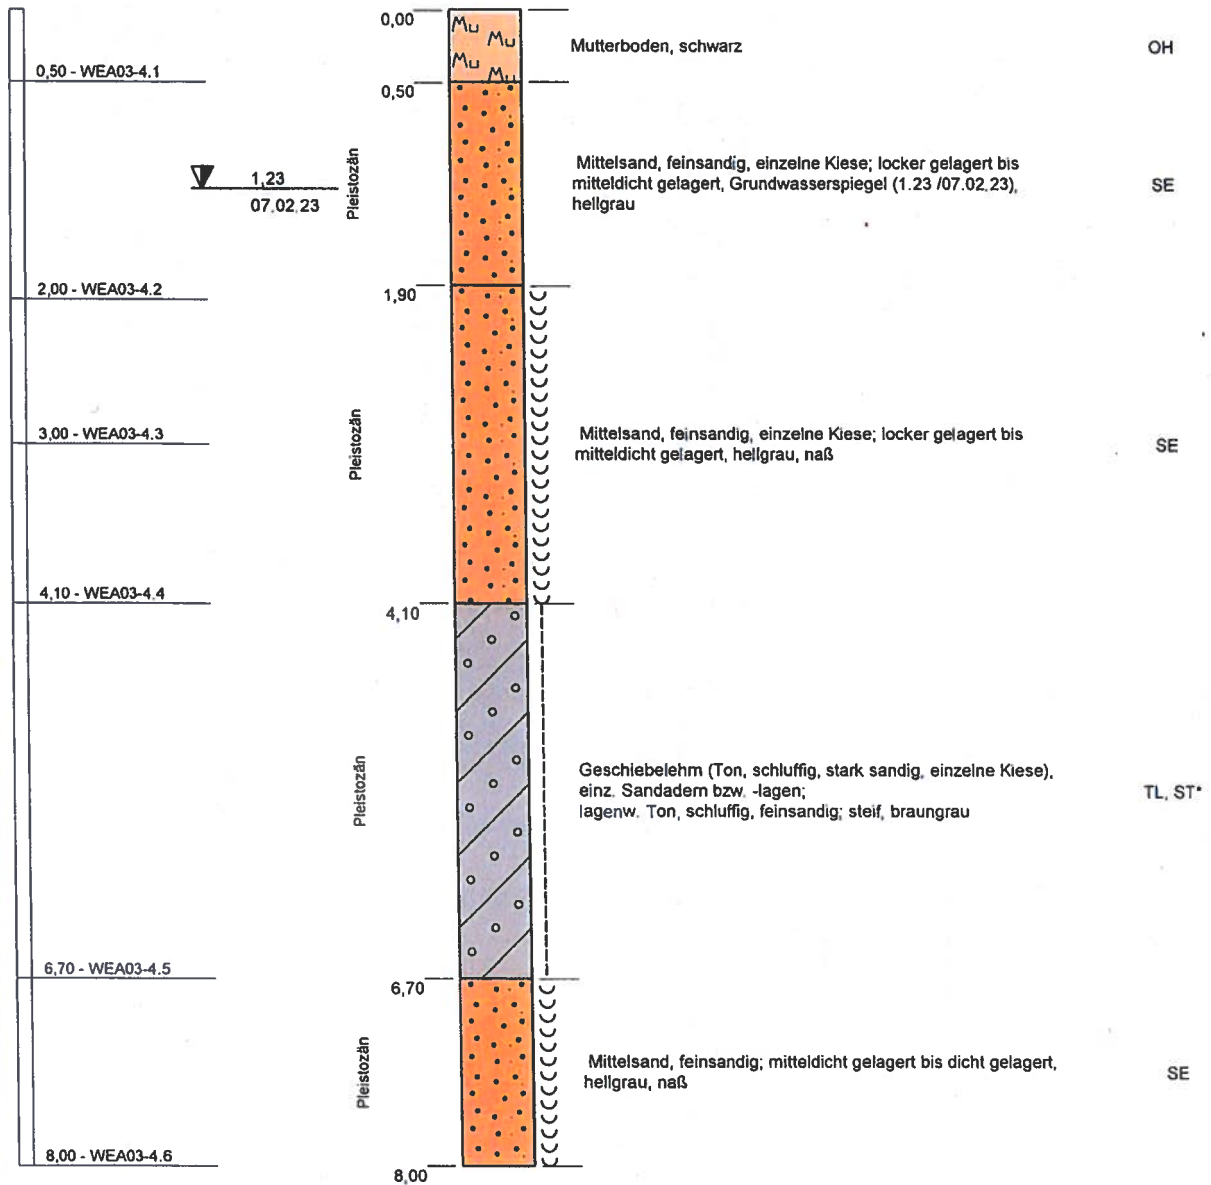 0,00
Mu
Mu
Mu
Mu
Mutterboden, schwarz
OH
0,50 - WEA03-4.1
0,50
Pleistozän
1,23
07.02.23
Mittelsand, feinsandig, einzelne Kiese; locker gelagert bis
mitteldicht gelagert, Grundwasserspiegel (1.23 /07.02.23),
hellgrau
SE
2,00 - WEA03-4.2
1,90
Pleistozän
3,00 - WEA03-4.3
Mittelsand, feinsandig, einzelne Kiese; locker gelagert bis
mitteldicht gelagert, hellgrau, naß
SE
4,10 - WEA03-4.4
4,10
Pleistozän
Geschiebelehm (Ton, schluffig, stark sandig, einzelne Kiese),
einz. Sandadern bzw. -lagen;
lagenw. Ton, schluffig, feinsandig; steif, braungrau
TL, ST*
6,70 - WEA03-4.5
6,70
Pleistozän
Mittelsand, feinsandig; mitteldicht gelagert bis dicht gelagert,
hellgrau, naß
SE
8,00 - WEA03-4.6
8,00